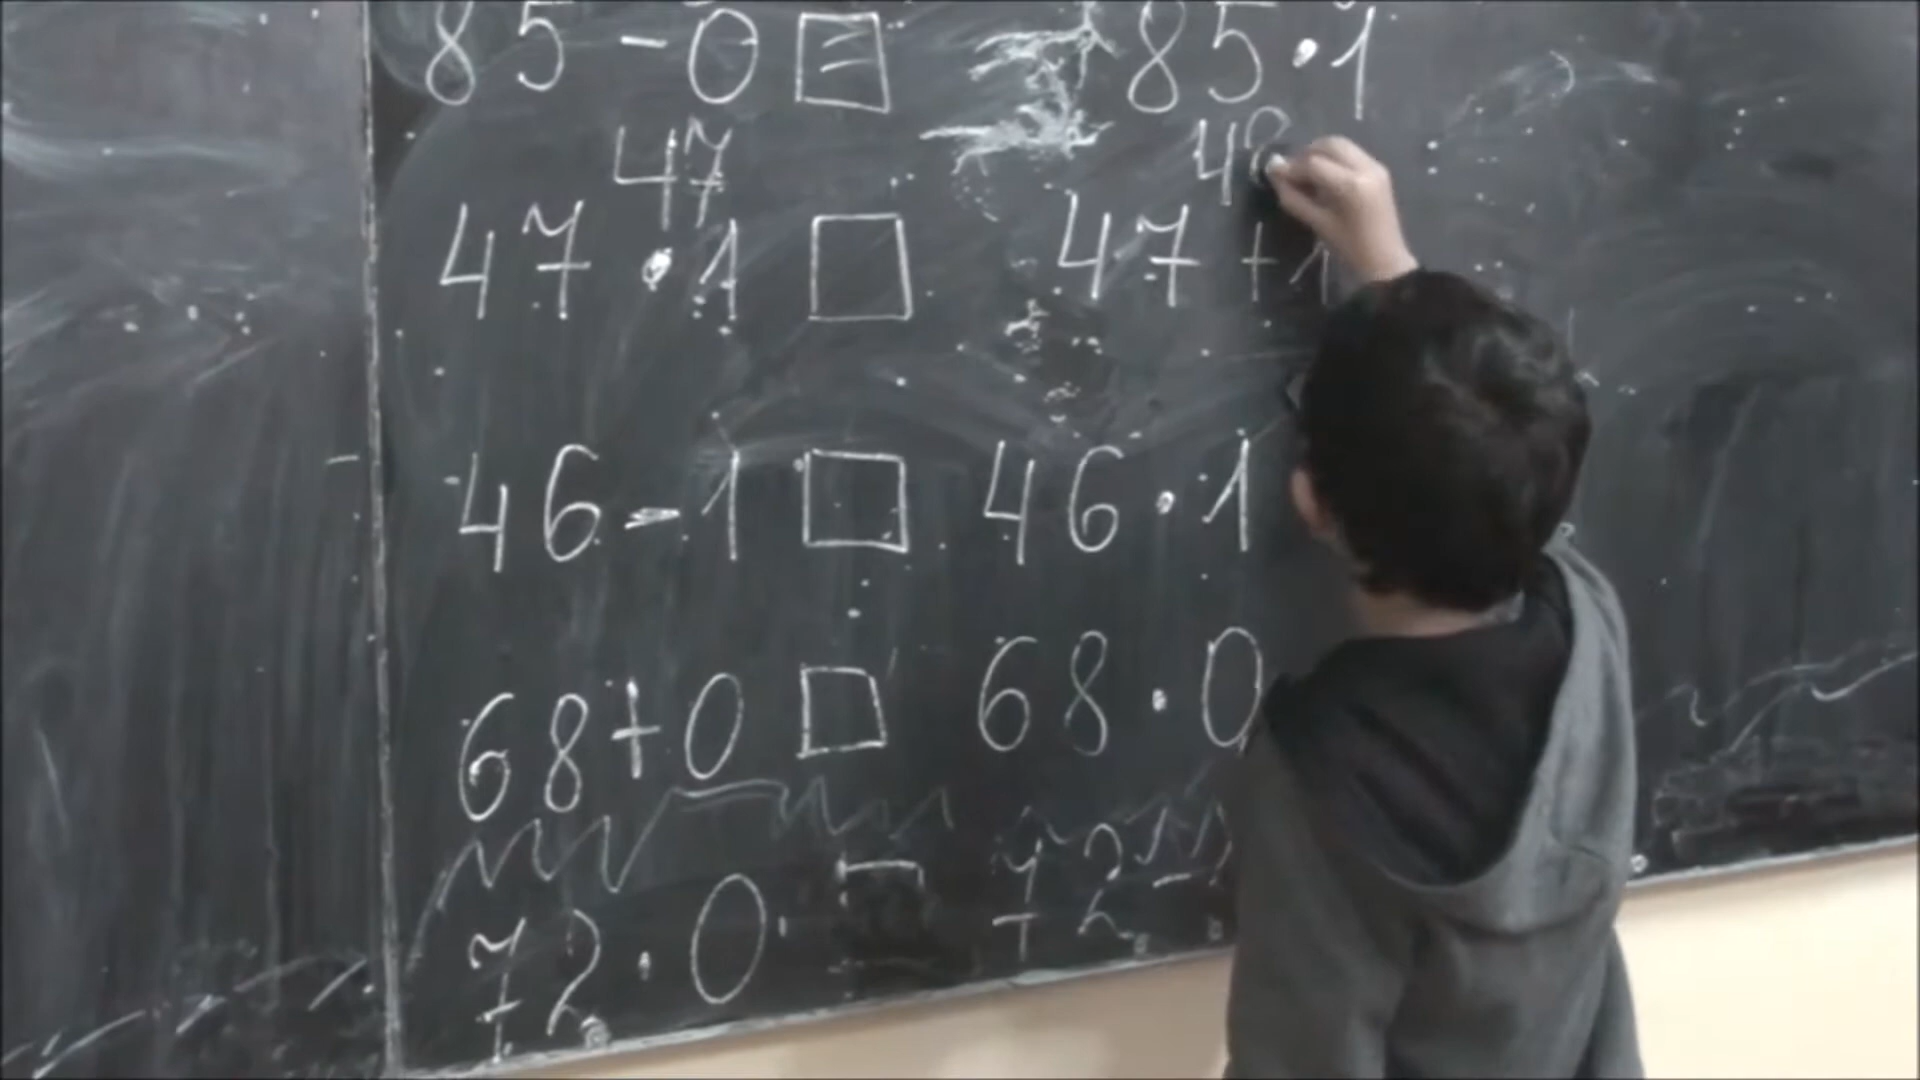 85 - 0 = 85 · 1
47 48
47 · 1 □ 47 + 1
46 - 1 □ 46 · 1
68 + 0 □ 68 · 0
72 · 0 □ 72 -